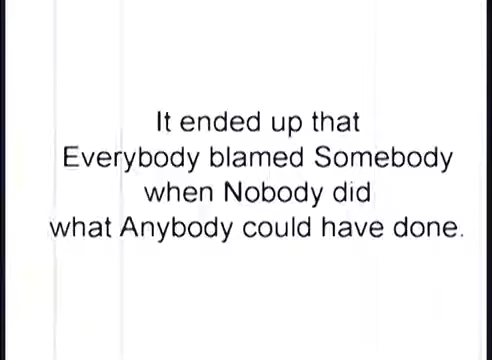 It ended up that
Everybody blamed Somebody
when Nobody did
what Anybody could have done.